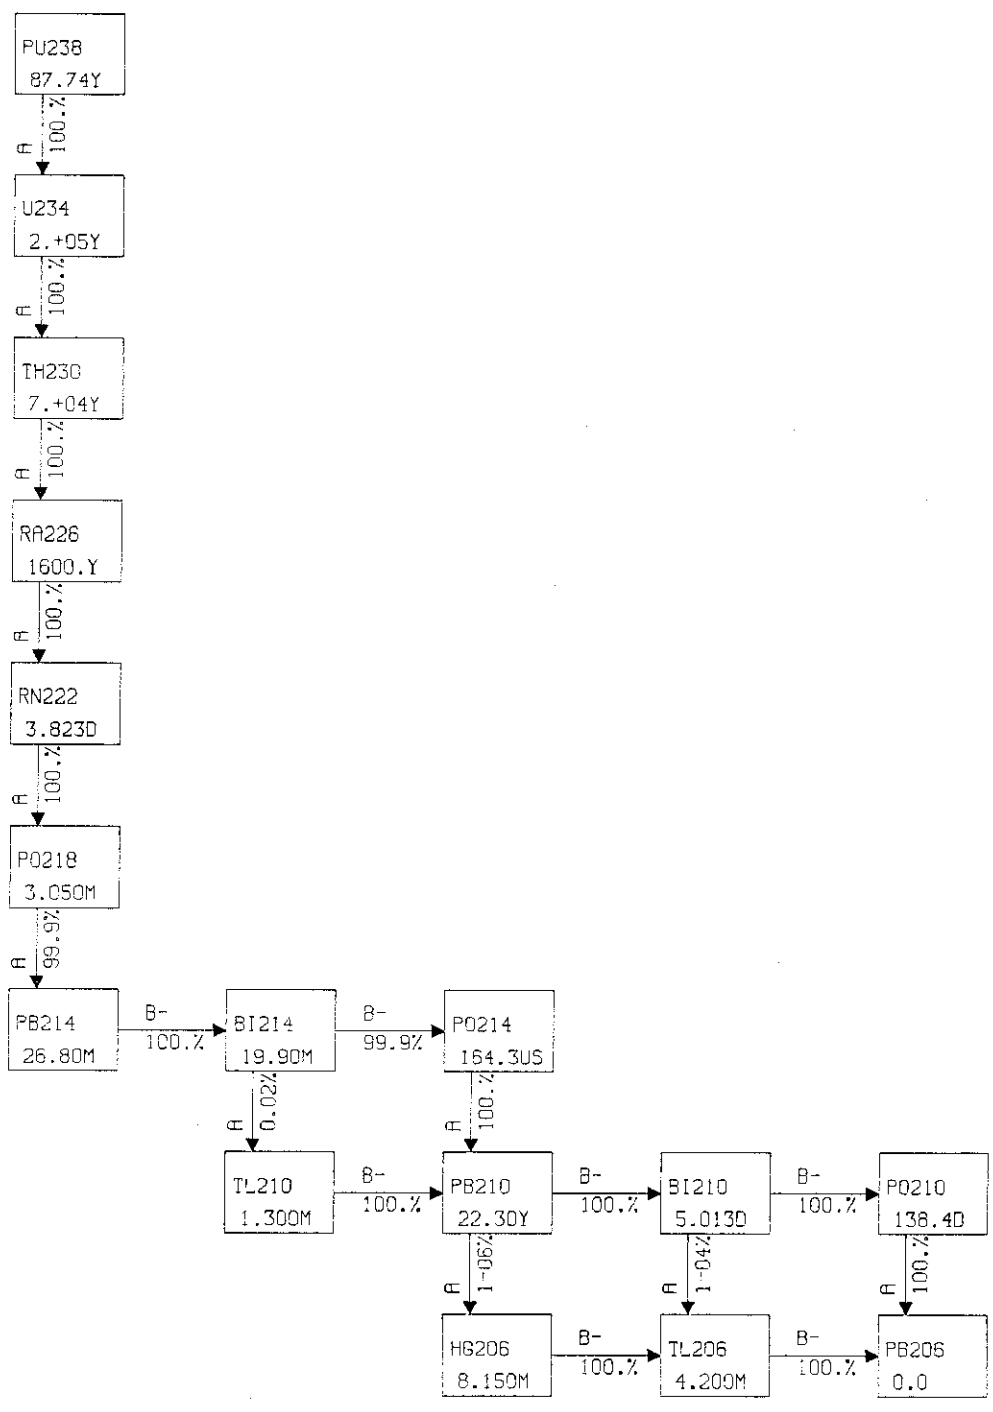 PU238
87.74Y
A
100.%
U234
2.+05Y
A
100.%
TH230
7.+04Y
A
100.%
RA226
1600.Y
A
100.%
RN222
3.823D
A
100.%
PO218
3.050M
A
99.9%
PB214
26.80M
B-
100.%
BI214
19.90M
B-
99.9%
PO214
164.3US
A
0.02%
A
100.%
TL210
1.300M
B-
100.%
PB210
22.30Y
B-
100.%
BI210
5.013D
B-
100.%
PO210
138.4D
A
1-06%
A
1-04%
A
100.%
HG206
8.150M
B-
100.%
TL206
4.200M
B-
100.%
PB206
0.0